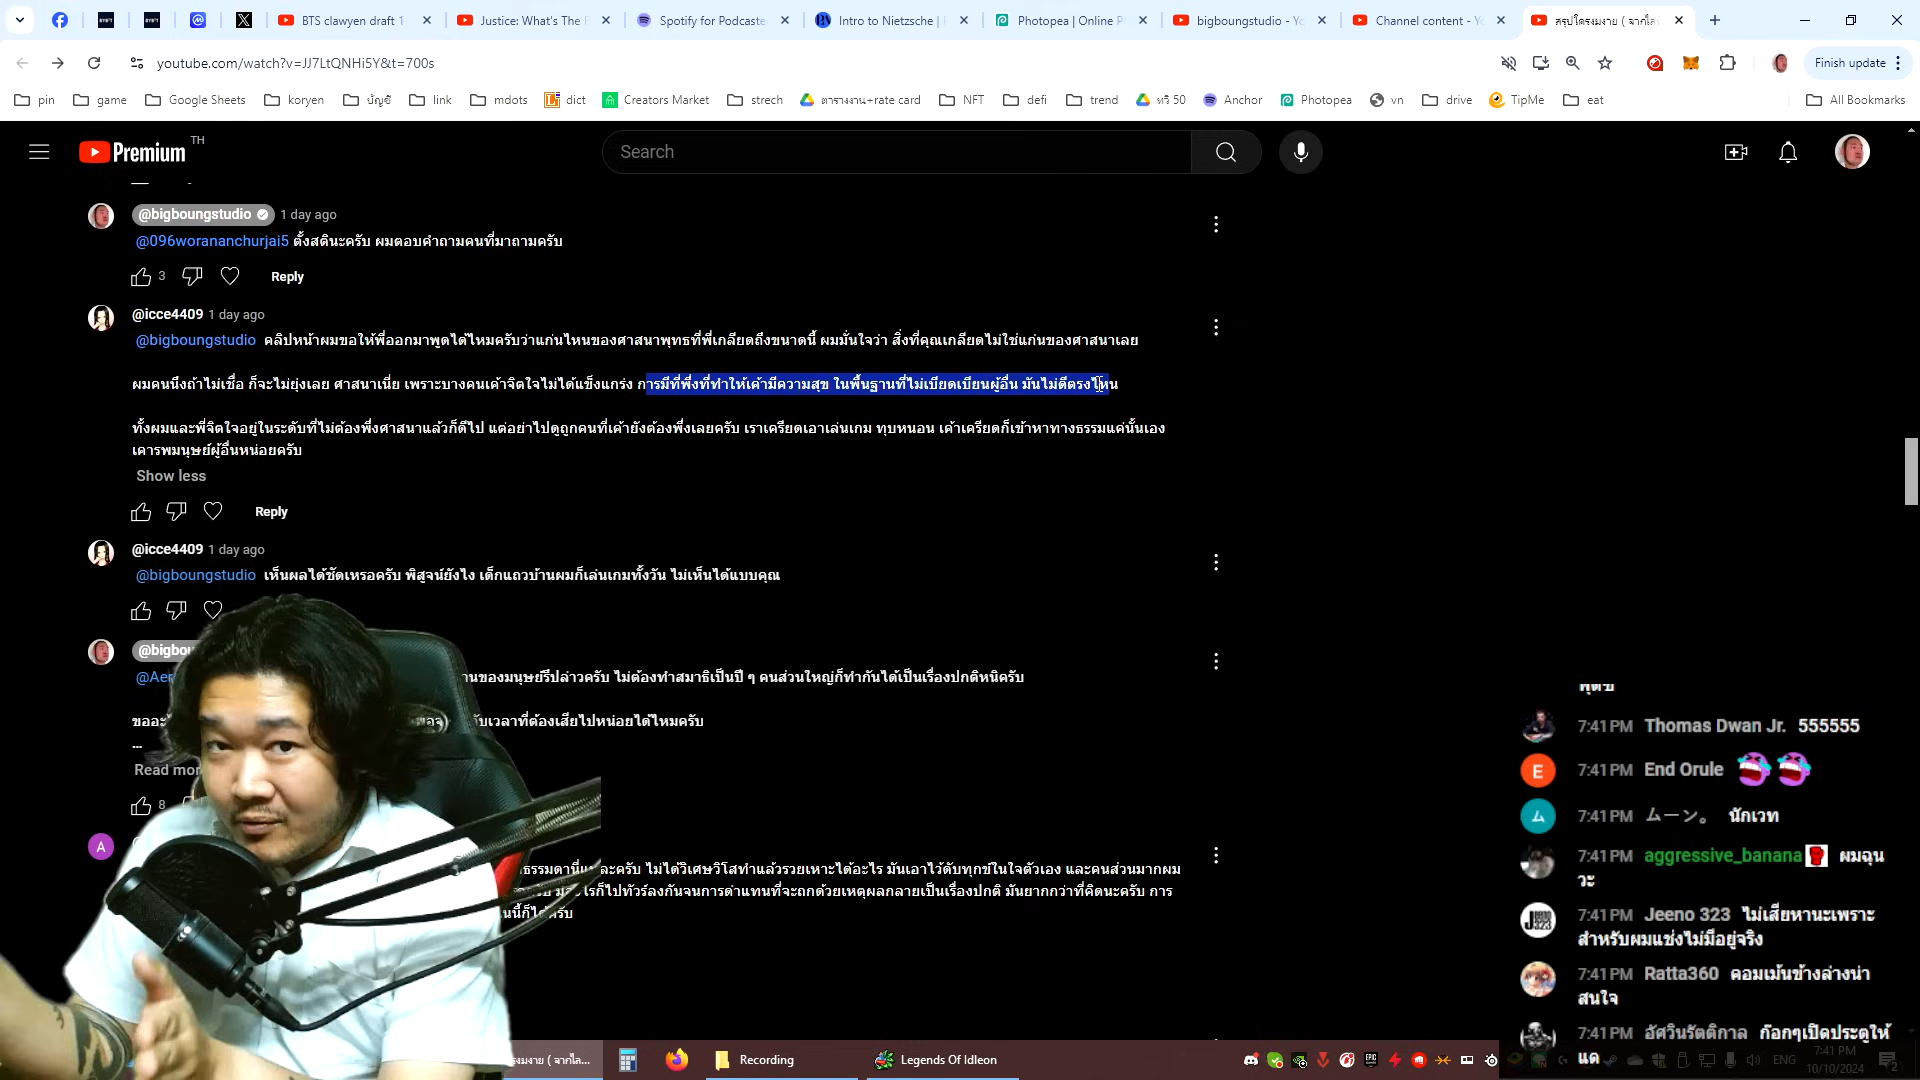 BTS clawyen draft 1
Justice: What's The
Spotify for Podcaste
Intro to Nietzsche |
Photopea | Online P
bigboungstudio - Yo
Channel content - Yo
สรุปโครงงาย ( จากไล
youtube.com/watch?v=JJ7LtQNHi5Y&t=700s
Finish update
pin game Google Sheets koryen บัญชี link mdots dict Creators Market strech ตารางงาน+rate card NFT defi trend ทวิ 50 Anchor Photopea vn drive TipMe eat All Bookmarks
Premium TH
Search
@bigboungstudio 1 day ago
@096worananchurjai5 ตั้งสตินะครับ ผมตอบคำถามคนที่มาถามครับ
3 Reply
@icce4409 1 day ago
@bigboungstudio คลิปหน้าผมขอให้พี่ออกมาพูดได้ไหมครับว่าแก่นไหนของศาสนาพุทธที่พี่เกลียดถึงขนาดนี้ ผมมั่นใจว่า สิ่งที่คุณเกลียดไม่ใช่แก่นของศาสนาเลย
ผมคนนึงถ้าไม่เชื่อ ก็จะไม่ยุ่งเลย ศาสนาเนี่ย เพราะบางคนเค้าจิตใจไม่ได้แข็งแกร่ง การมีที่พึ่งที่ทำให้เค้ามีความสุข ในพื้นฐานที่ไม่เบียดเบียนผู้อื่น มันไม่ดีตรงไหน
ทั้งผมและพี่จิตใจอยู่ในระดับที่ไม่ต้องพึ่งศาสนาแล้วก็ดีไป แต่อย่าไปดูถูกคนที่เค้ายังต้องพึ่งเลยครับ เราเครียดเอาเล่นเกม ทุบหนอน เค้าเครียดก็เข้าหาทางธรรมแค่นั้นเอง
เคารพมนุษย์ผู้อื่นหน่อยครับ
Show less
Reply
@icce4409 1 day ago
@bigboungstudio เห็นผลได้ชัดเหรอครับ พิสูจน์ยังไง เด็กแถวบ้านผมก็เล่นเกมทั้งวัน ไม่เห็นได้แบบคุณ
@bigbou
@Aer านของมนุษย์รึปล่าวครับ ไม่ต้องทำสมาธิเป็นปี ๆ คนส่วนใหญ่ก็ทำกันได้เป็นเรื่องปกติหนิครับ
ขออะ ับเวลาที่ต้องเสียไปหน่อยได้ไหมครับ
...
Read mor
8
A
ธรรมดานี่แหละครับ ไม่ได้วิเศษวิโสทำแล้วรวยเหาะได้อะไร มันเอาไว้ดับทุกข์ในใจตัวเอง และคนส่วนมากผม
มีอะไรก็ไปทัวร์ลงกันจนการด่าแทนที่จะถกด้วยเหตุผลกลายเป็นเรื่องปกติ มันยากกว่าที่คิดนะครับ การ
นนี้ก็ได้ครับ
7:41 PM Thomas Dwan Jr. 555555
E 7:41 PM End Orule
ム 7:41 PM ムーン。 นักเวท
7:41 PM aggressive_banana ผมฉุน
วะ
7:41 PM Jeeno 323 ไม่เสียหานะเพราะ
สำหรับผมแช่งไม่มีอยู่จริง
7:41 PM Ratta360 คอมเม้นข้างล่างน่า
สนใจ
7:41 PM อัศวินรัตติกาล ก๊อกๆเปิดประตูให้
แด
Recording
Legends Of Idleon
ENG
7:41 PM
10/10/2024